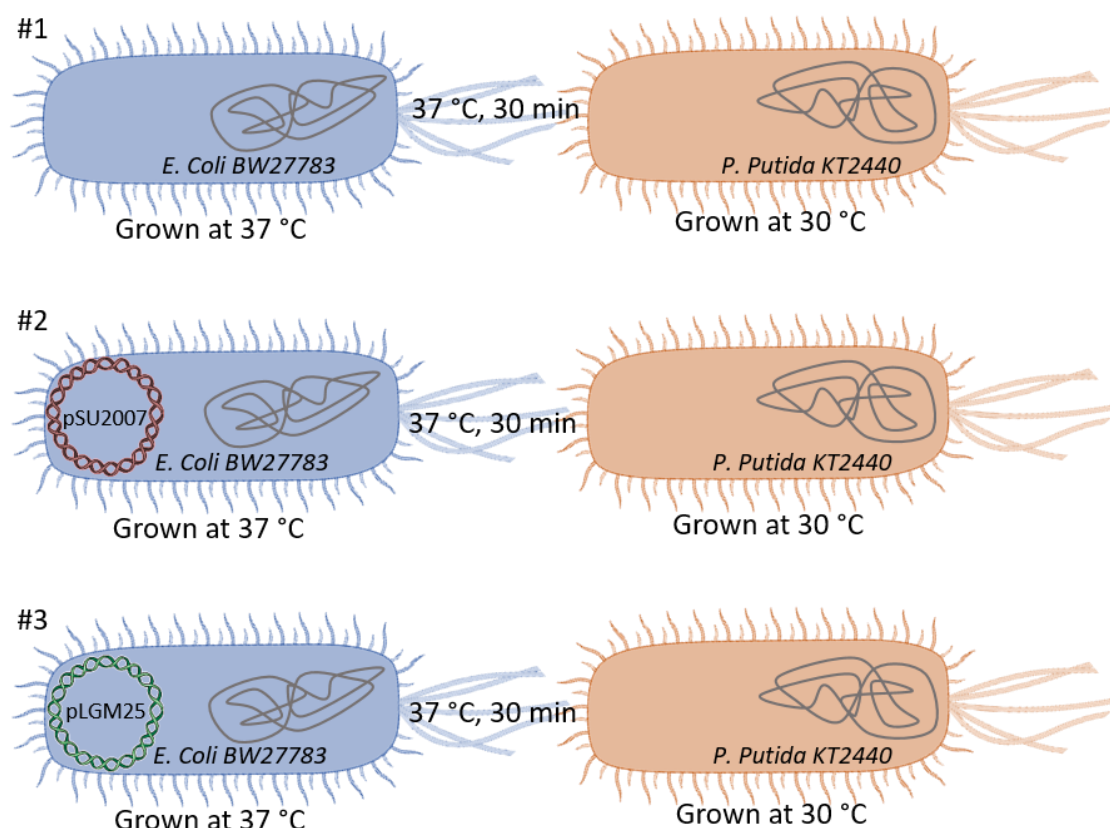 #1
37 °C, 30 min
E. Coli BW27783
P. Putida KT2440
Grown at 37 °C
Grown at 30 °C
#2
pSU2007
37 °C, 30 min
E. Coli BW27783
P. Putida KT2440
Grown at 37 °C
Grown at 30 °C
#3
pLGM25
37 °C, 30 min
E. Coli BW27783
P. Putida KT2440
Grown at 37 °C
Grown at 30 °C